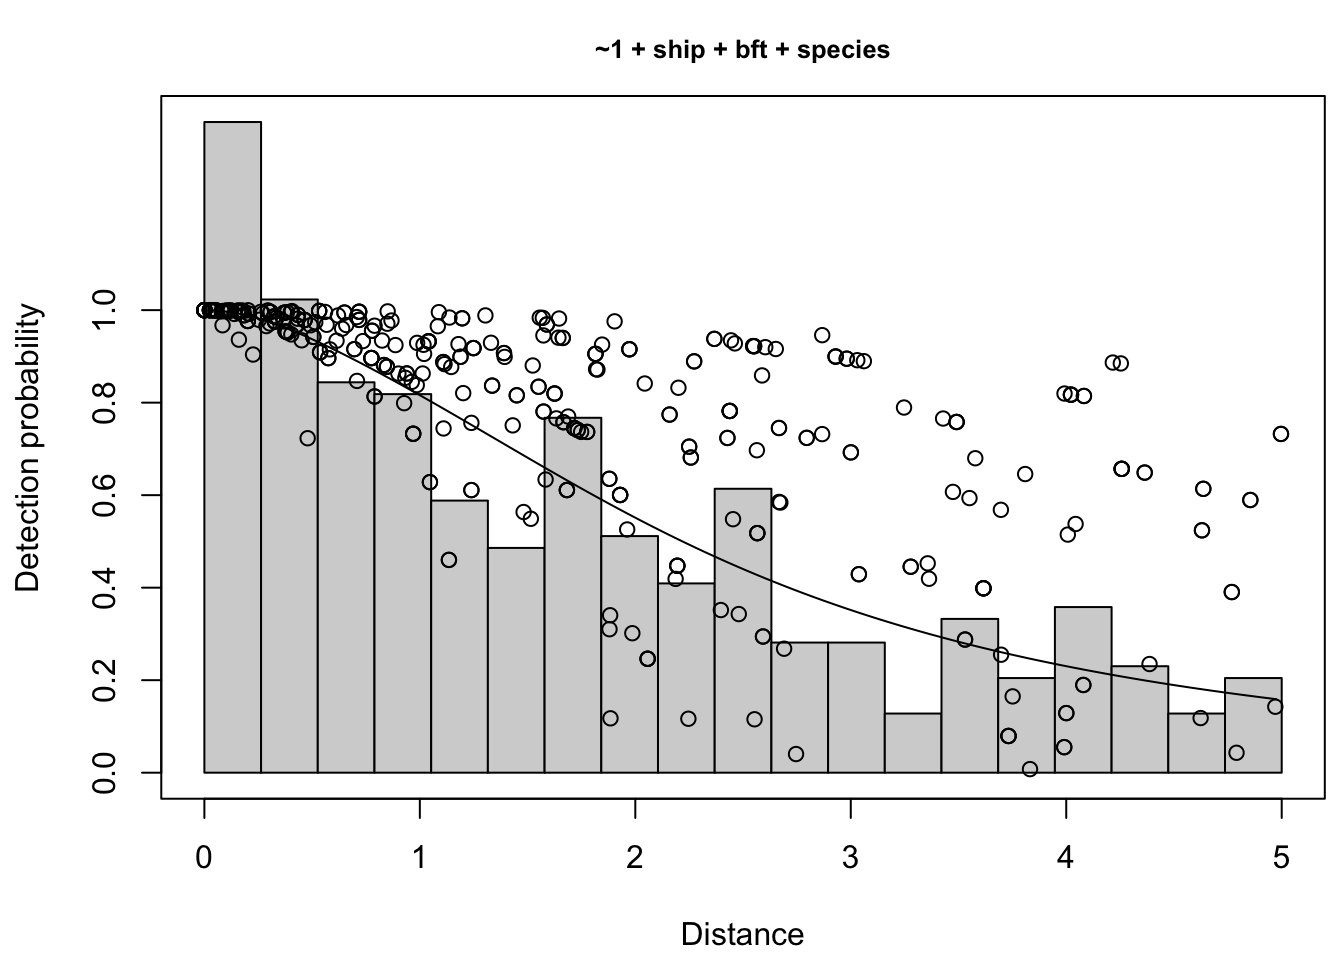 ~1 + ship + bft + species
Detection probability
1.0
0.8
0.6
0.4
0.2
0.0
0 1 2 3 4 5
Distance